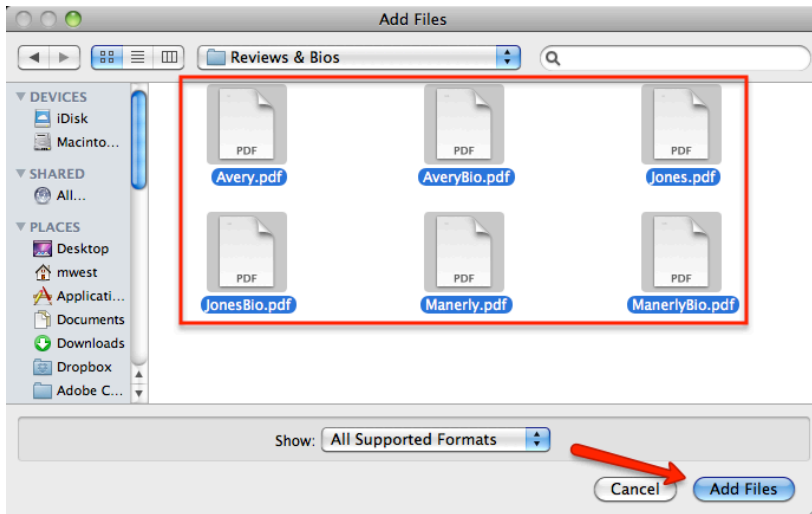 Add Files
Reviews & Bios
DEVICES
iDisk
Macinto...
SHARED
All...
PLACES
Desktop
mwest
Applicati...
Documents
Downloads
Dropbox
Adobe C...
PDF PDF PDF
Avery.pdf AveryBio.pdf Jones.pdf
PDF PDF PDF
JonesBio.pdf Manerly.pdf ManerlyBio.pdf
Show: All Supported Formats
Cancel Add Files